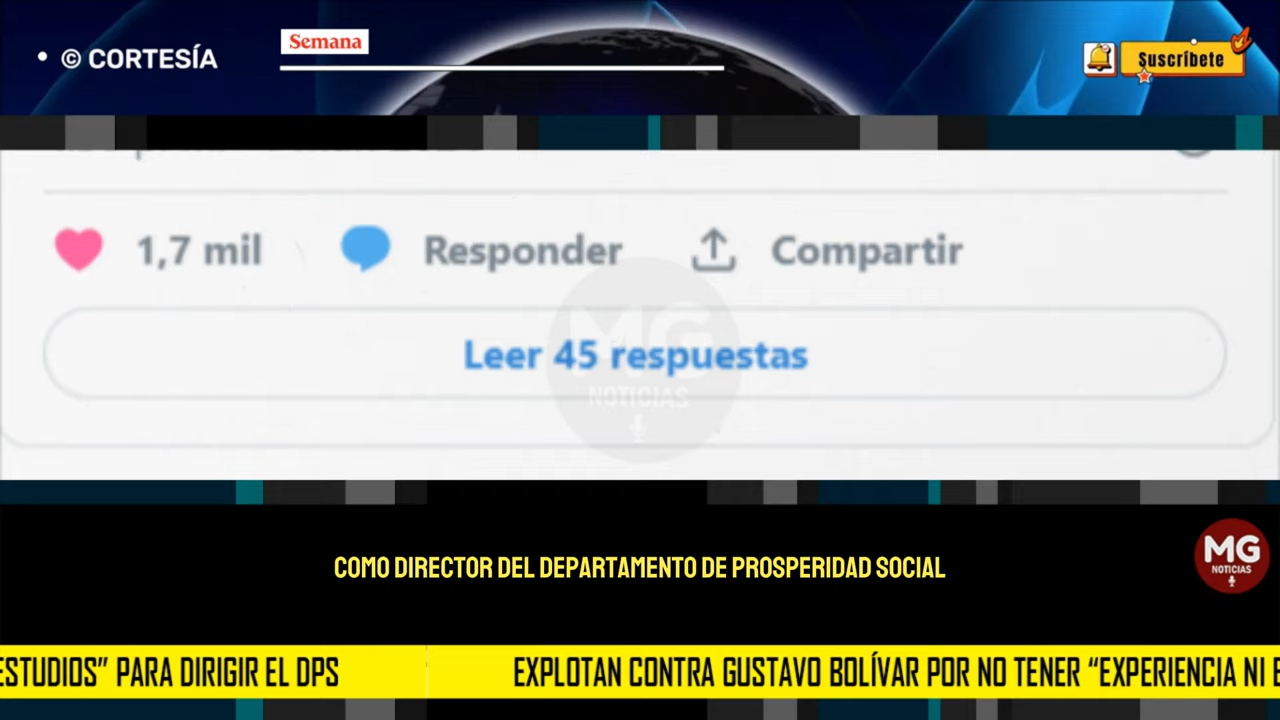 • © CORTESÍA
Semana
Suscríbete
1,7 mil Responder Compartir
Leer 45 respuestas
MG
NOTICIAS
COMO DIRECTOR DEL DEPARTAMENTO DE PROSPERIDAD SOCIAL
MG
NOTICIAS
ESTUDIOS” PARA DIRIGIR EL DPS EXPLOTAN CONTRA GUSTAVO BOLÍVAR POR NO TENER “EXPERIENCIA NI E